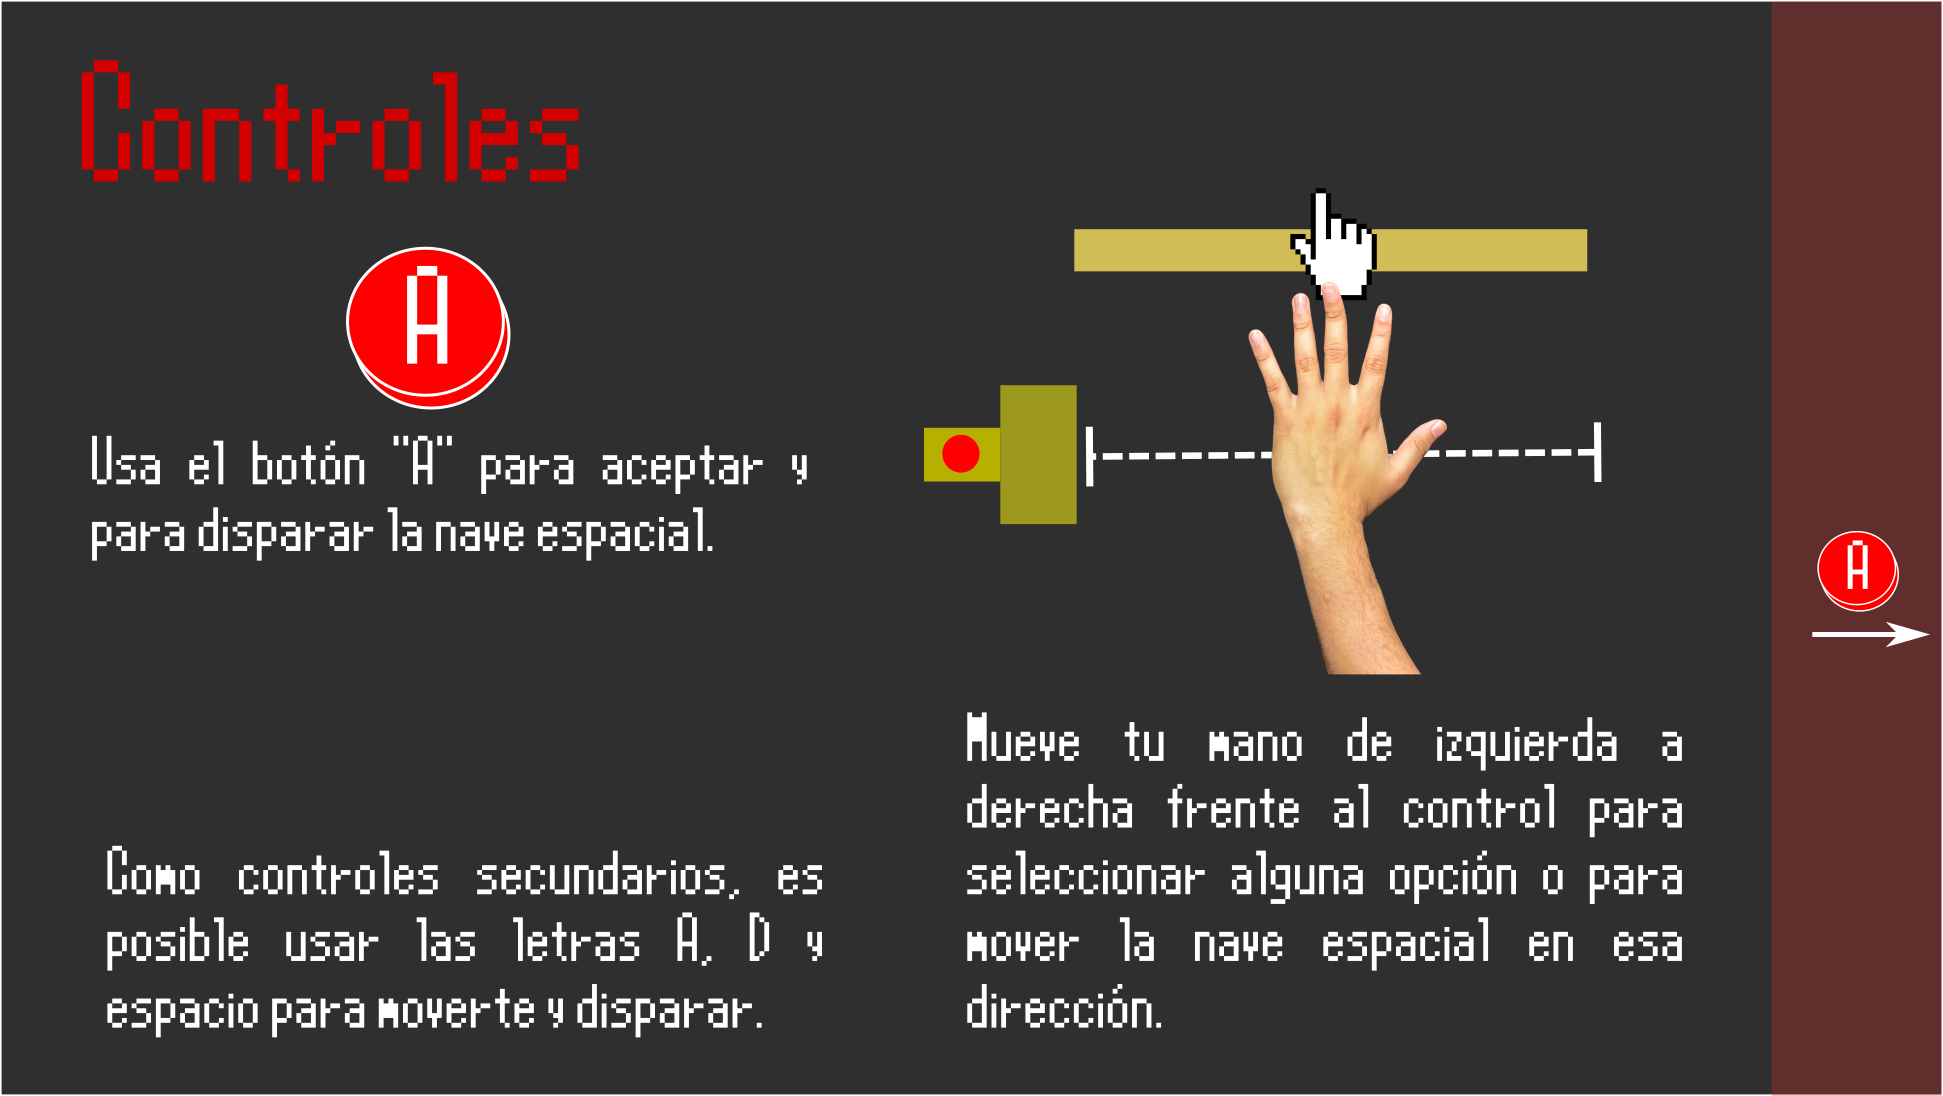 Controles
A
Usa el botón "A" para aceptar y
para disparar la nave espacial.
Como controles secundarios, es
posible usar las letras A, D y
espacio para moverte y disparar.
Mueve tu mano de izquierda a
derecha frente al control para
seleccionar alguna opción o para
mover la nave espacial en esa
dirección.
A